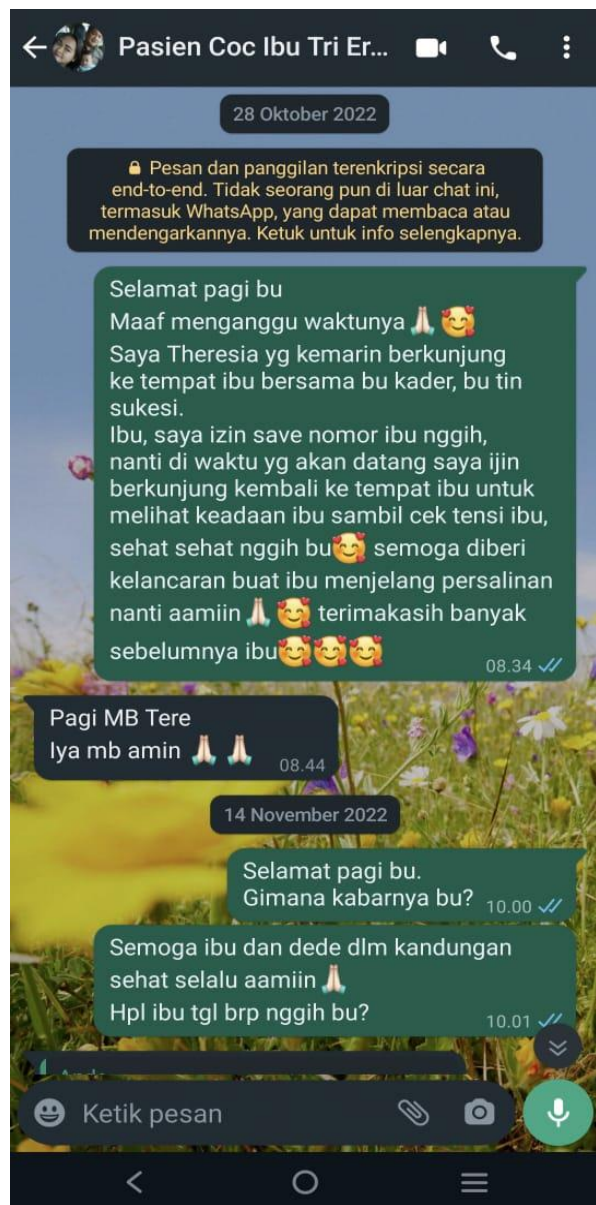 Pasien Coc Ibu Tri Er...
28 Oktober 2022
Pesan dan panggilan terenkripsi secara
end-to-end. Tidak seorang pun di luar chat ini,
termasuk WhatsApp, yang dapat membaca atau
mendengarkannya. Ketuk untuk info selengkapnya.
Selamat pagi bu
Maaf menganggu waktunya🙏🏻🥰
Saya Theresia yg kemarin berkunjung
ke tempat ibu bersama bu kader, bu tin
sukesi.
Ibu, saya izin save nomor ibu nggih,
nanti di waktu yg akan datang saya ijin
berkunjung kembali ke tempat ibu untuk
melihat keadaan ibu sambil cek tensi ibu,
sehat sehat nggih bu🥰 semoga diberi
kelancaran buat ibu menjelang persalinan
nanti aamiin🙏🏻🥰 terimakasih banyak
sebelumnya ibu🥰🥰🥰
08.34
Pagi MB Tere
Iya mb amin 🙏🏻🙏🏻
08.44
14 November 2022
Selamat pagi bu.
Gimana kabarnya bu? 10.00
Semoga ibu dan dede dlm kandungan
sehat selalu aamiin🙏🏻
Hpl ibu tgl brp nggih bu? 10.01
Ketik pesan